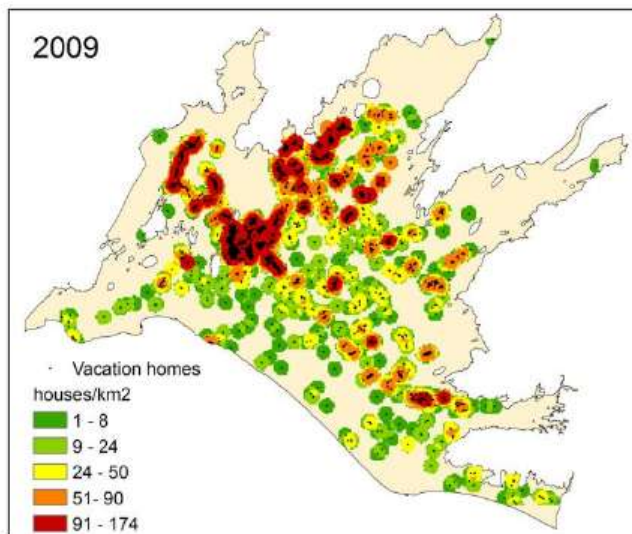 2009
Vacation homes
houses/km2
1 - 8
9 - 24
24 - 50
51- 90
91 - 174